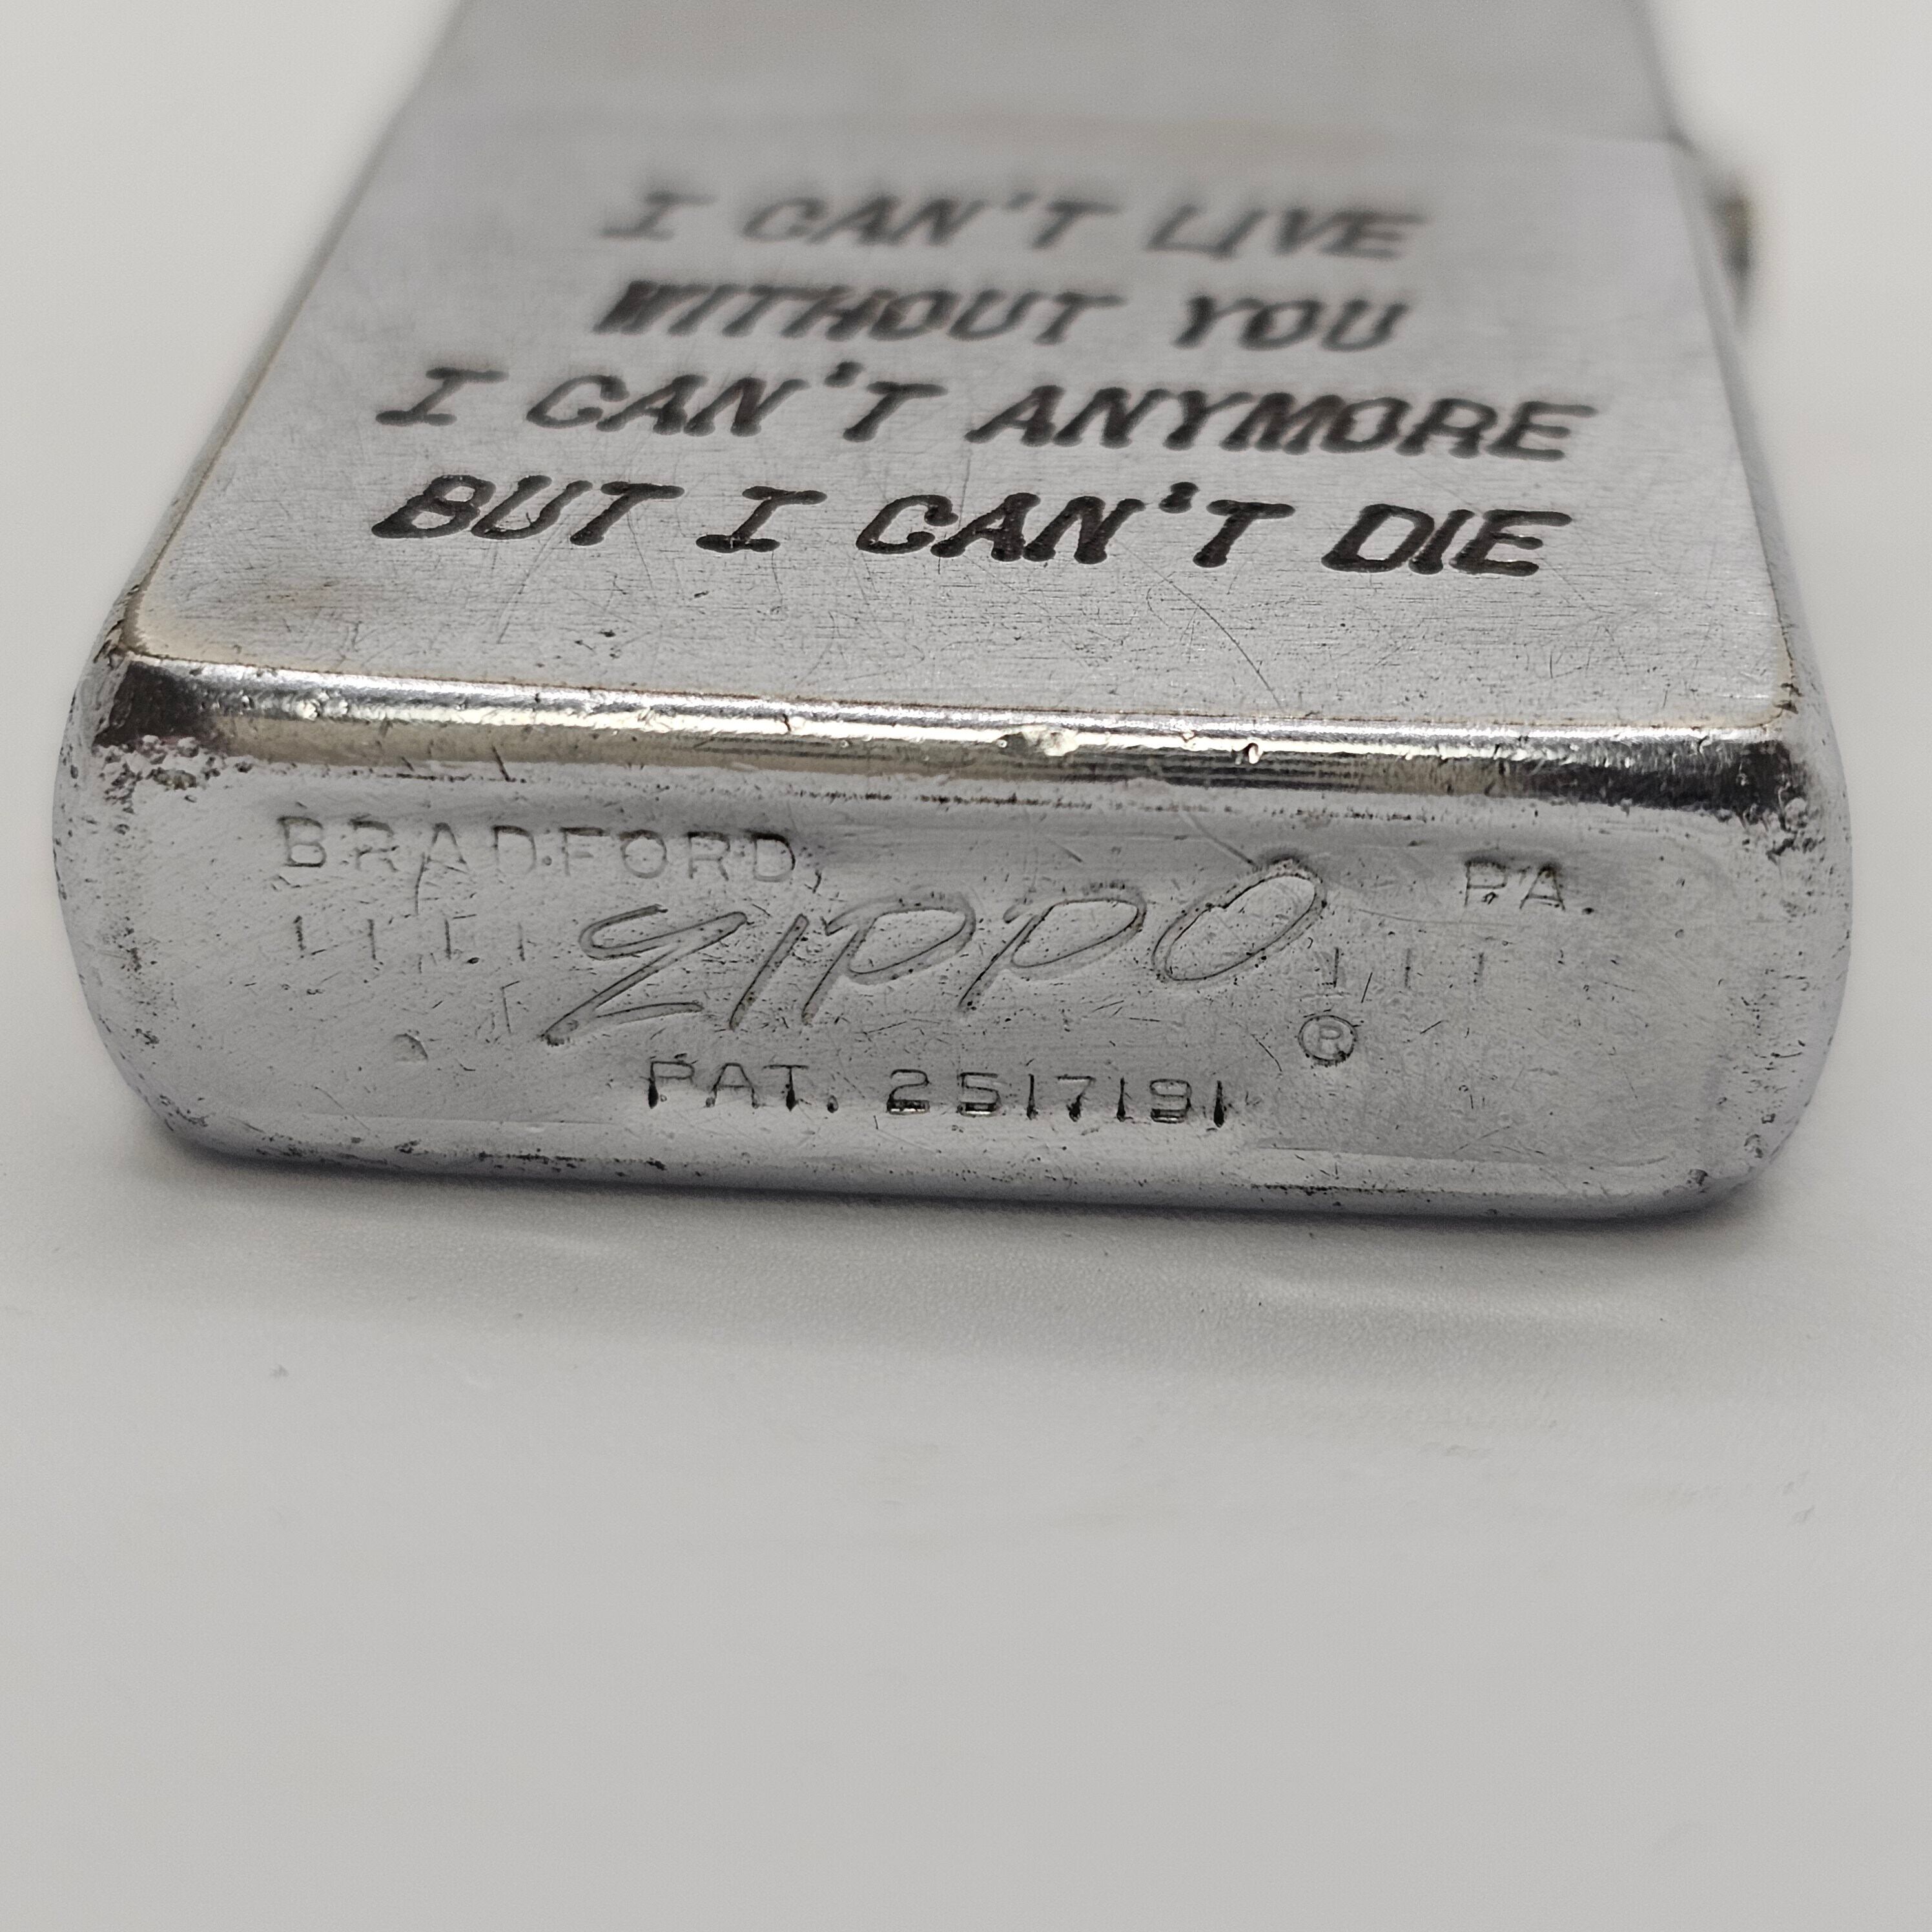 I CAN'T LIVE
WITHOUT YOU
I CAN'T ANYMORE
BUT I CAN'T DIE
BRADFORD, PA.
ZIPPO ®
PAT. 2517191